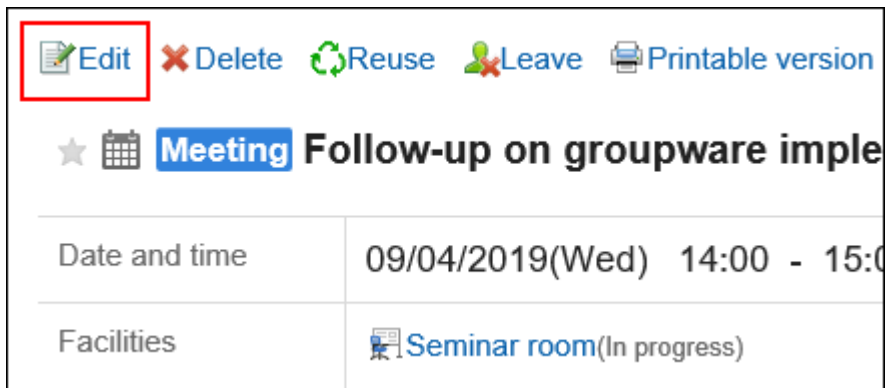 Edit Delete Reuse Leave Printable version
Meeting Follow-up on groupware imple
Date and time 09/04/2019(Wed) 14:00 - 15:0
Facilities Seminar room(In progress)